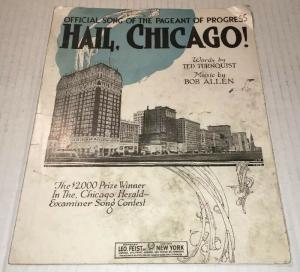 OFFICIAL SONG OF THE PAGEANT OF PROGRESS
HAIL, CHICAGO!
Words by
TED TURNQUIST
Music by
BOB ALLEN
The $2,000 Prize Winner
In The Chicago Herald-
Examiner Song Contest
LEO. FEIST NEW YORK